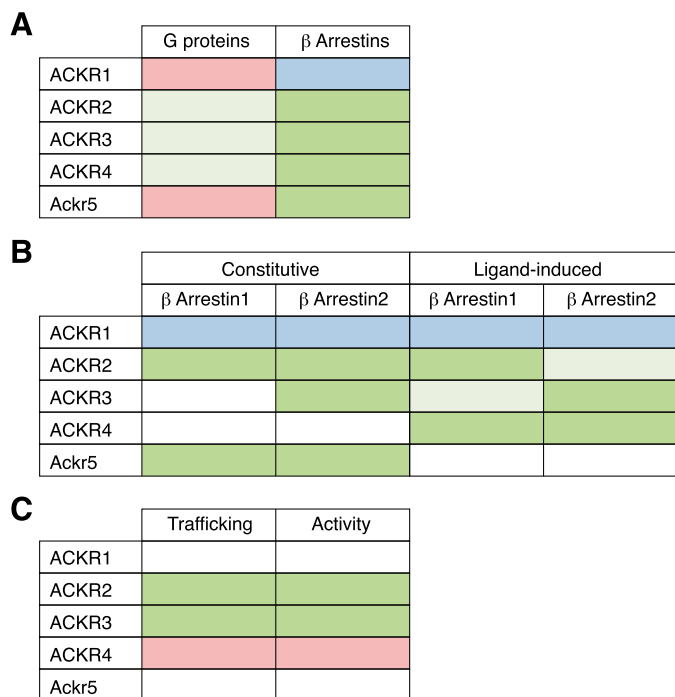 A
G proteins β Arrestins
ACKR1
ACKR2
ACKR3
ACKR4
Ackr5
B
Constitutive Ligand-induced
β Arrestin1 β Arrestin2 β Arrestin1 β Arrestin2
ACKR1
ACKR2
ACKR3
ACKR4
Ackr5
C
Trafficking Activity
ACKR1
ACKR2
ACKR3
ACKR4
Ackr5